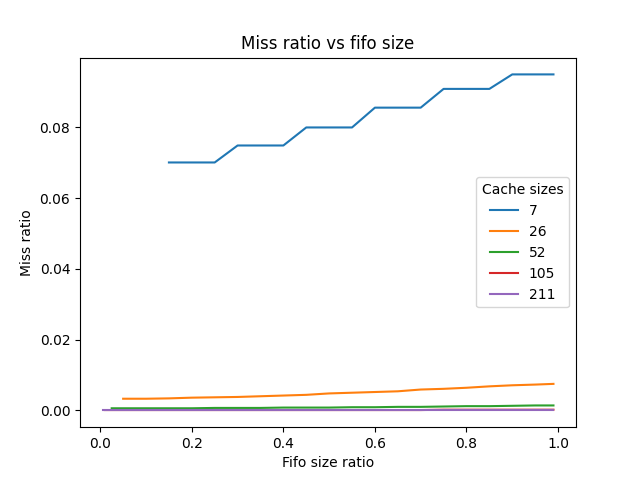 Miss ratio vs fifo size
0.08
0.06
0.04
0.02
0.00
Miss ratio
Cache sizes
7
26
52
105
211
0.0 0.2 0.4 0.6 0.8 1.0
Fifo size ratio